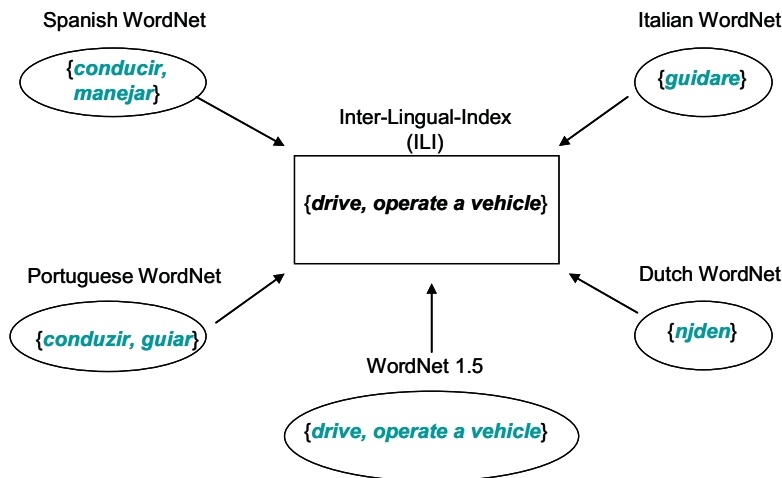 Spanish WordNet
{conducir,
manejar}
Italian WordNet
{guidare}
Inter-Lingual-Index
(ILI)
{drive, operate a vehicle}
Portuguese WordNet
{conduzir, guiar}
Dutch WordNet
{njden}
WordNet 1.5
{drive, operate a vehicle}